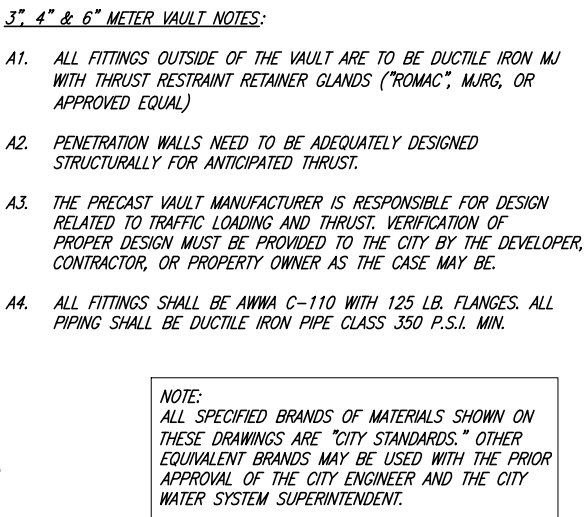 3", 4" & 6" METER VAULT NOTES:
A1. ALL FITTINGS OUTSIDE OF THE VAULT ARE TO BE DUCTILE IRON MJ
WITH THRUST RESTRAINT RETAINER GLANDS ("ROMAC", MJRG, OR
APPROVED EQUAL)
A2. PENETRATION WALLS NEED TO BE ADEQUATELY DESIGNED
STRUCTURALLY FOR ANTICIPATED THRUST.
A3. THE PRECAST VAULT MANUFACTURER IS RESPONSIBLE FOR DESIGN
RELATED TO TRAFFIC LOADING AND THRUST. VERIFICATION OF
PROPER DESIGN MUST BE PROVIDED TO THE CITY BY THE DEVELOPER,
CONTRACTOR, OR PROPERTY OWNER AS THE CASE MAY BE.
A4. ALL FITTINGS SHALL BE AWWA C-110 WITH 125 LB. FLANGES. ALL
PIPING SHALL BE DUCTILE IRON PIPE CLASS 350 P.S.I. MIN.
NOTE:
ALL SPECIFIED BRANDS OF MATERIALS SHOWN ON
THESE DRAWINGS ARE "CITY STANDARDS." OTHER
EQUIVALENT BRANDS MAY BE USED WITH THE PRIOR
APPROVAL OF THE CITY ENGINEER AND THE CITY
WATER SYSTEM SUPERINTENDENT.